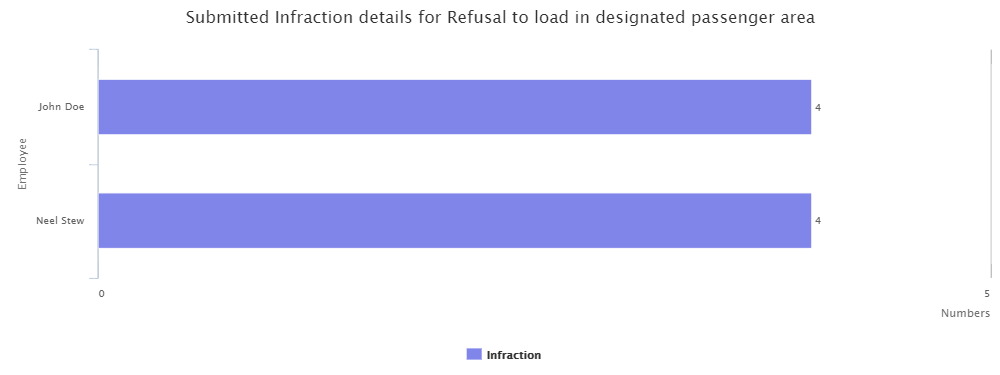 Submitted Infraction details for Refusal to load in designated passenger area
Employee
John Doe
4
Neel Stew
4
0
5
Numbers
Infraction